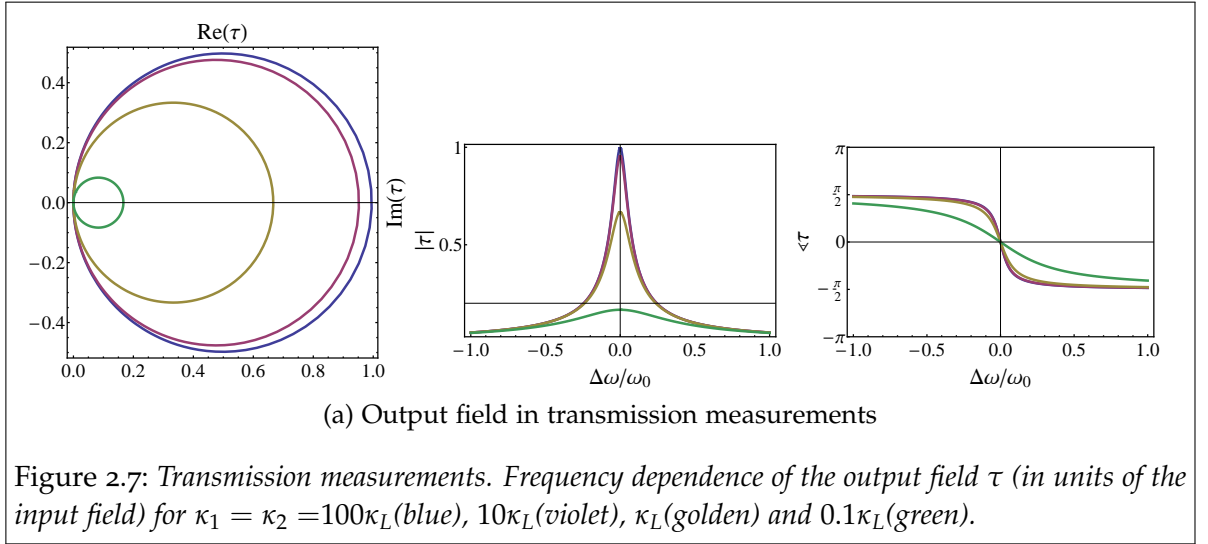 Re(τ)
0.4
0.2
0.0
−0.2
−0.4
0.0 0.2 0.4 0.6 0.8 1.0
Im(τ)
|τ|
1
0.5
−1.0 −0.5 0.0 0.5 1.0
Δω/ω₀
∢τ
π
π/2
0
−π/2
−π
−1.0 −0.5 0.0 0.5 1.0
Δω/ω₀
(a) Output field in transmission measurements
Figure 2.7: Transmission measurements. Frequency dependence of the output field τ (in units of the
input field) for κ₁ = κ₂ =100κ_L(blue), 10κ_L(violet), κ_L(golden) and 0.1κ_L(green).